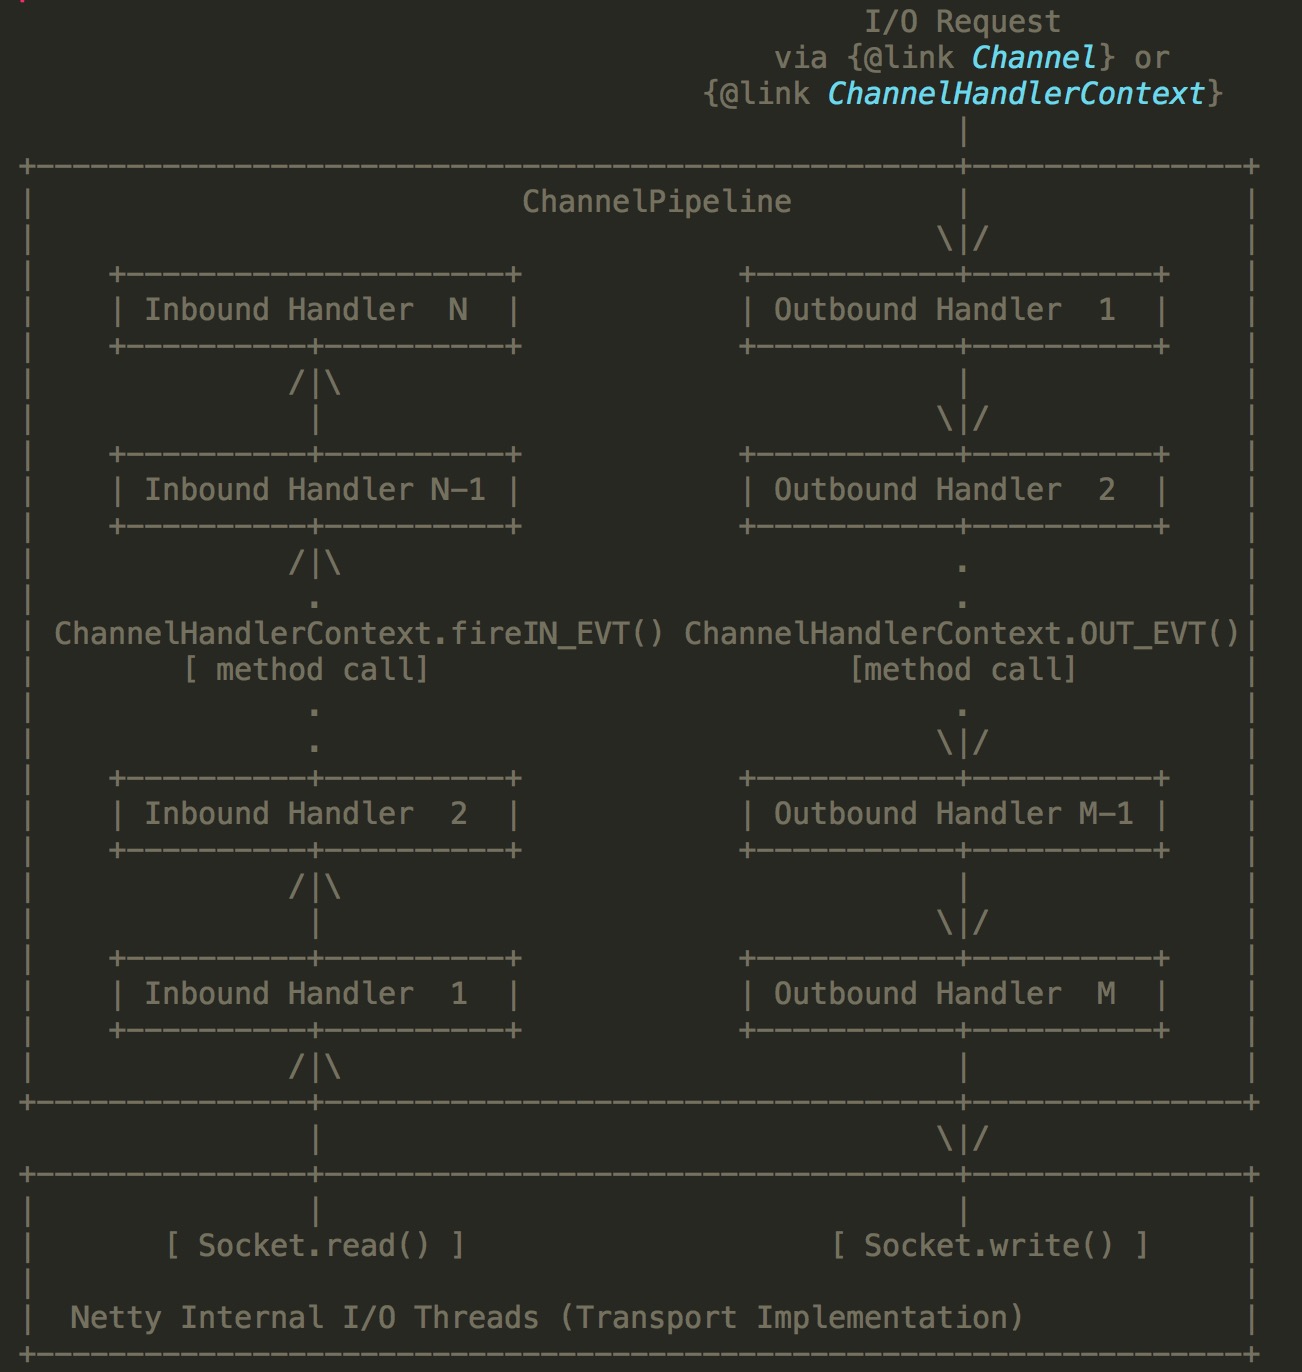 I/O Request
via {@link Channel} or
{@link ChannelHandlerContext}
|
+---------------------------------------------------+---------------+
|                           ChannelPipeline         |               |
|                                                  \|/              |
|    +---------------------+            +-----------+----------+    |
|    | Inbound Handler  N  |            | Outbound Handler  1  |    |
|    +----------+----------+            +-----------+----------+    |
|              /|\                                  |               |
|               |                                  \|/              |
|    +----------+----------+            +-----------+----------+    |
|    | Inbound Handler N-1 |            | Outbound Handler  2  |    |
|    +----------+----------+            +-----------+----------+    |
|              /|\                                  .               |
|               .                                   .               |
| ChannelHandlerContext.fireIN_EVT() ChannelHandlerContext.OUT_EVT()|
|        [ method call]                       [method call]         |
|               .                                   .               |
|               .                                  \|/              |
|    +----------+----------+            +-----------+----------+    |
|    | Inbound Handler  2  |            | Outbound Handler M-1 |    |
|    +----------+----------+            +-----------+----------+    |
|              /|\                                  |               |
|               |                                  \|/              |
|    +----------+----------+            +-----------+----------+    |
|    | Inbound Handler  1  |            | Outbound Handler  M  |    |
|    +----------+----------+            +-----------+----------+    |
|              /|\                                  |               |
+---------------+-----------------------------------+---------------+
                |                                  \|/
+---------------+-----------------------------------+---------------+
|               |                                   |               |
|       [ Socket.read() ]                    [ Socket.write() ]     |
|                                                                   |
|  Netty Internal I/O Threads (Transport Implementation)            |
+-------------------------------------------------------------------+